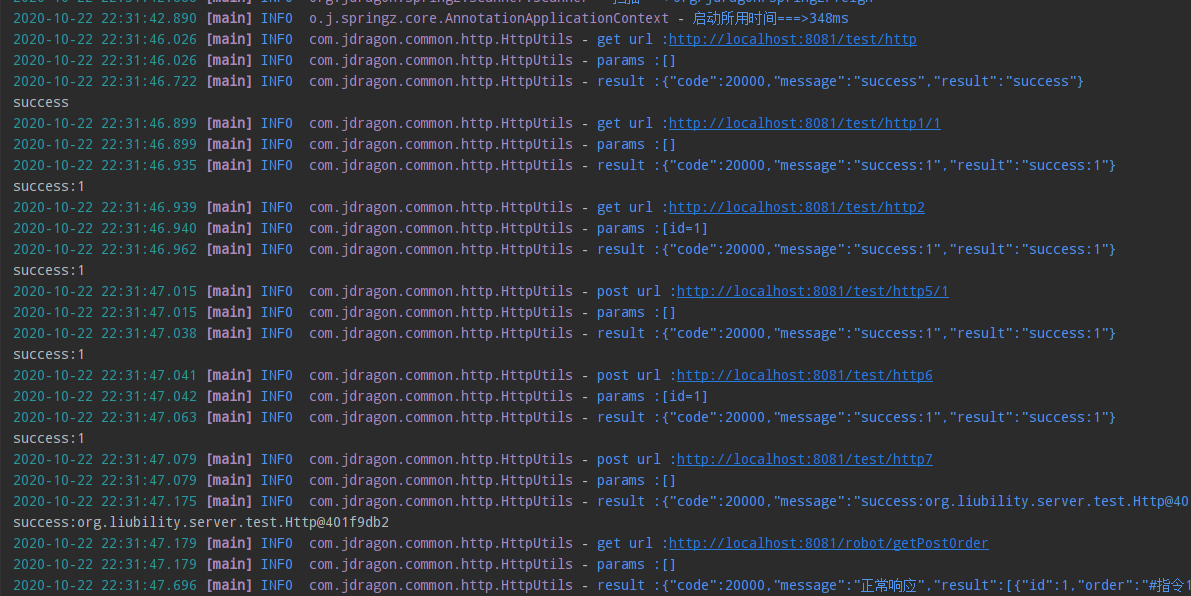 2020-10-22 22:31:42.890 [main] INFO  o.j.springz.core.AnnotationApplicationContext - 启动所用时间===>348ms
2020-10-22 22:31:46.026 [main] INFO  com.jdragon.common.http.HttpUtils - get url :http://localhost:8081/test/http
2020-10-22 22:31:46.026 [main] INFO  com.jdragon.common.http.HttpUtils - params :[]
2020-10-22 22:31:46.722 [main] INFO  com.jdragon.common.http.HttpUtils - result :{"code":20000,"message":"success","result":"success"}
success
2020-10-22 22:31:46.899 [main] INFO  com.jdragon.common.http.HttpUtils - get url :http://localhost:8081/test/http1/1
2020-10-22 22:31:46.899 [main] INFO  com.jdragon.common.http.HttpUtils - params :[]
2020-10-22 22:31:46.935 [main] INFO  com.jdragon.common.http.HttpUtils - result :{"code":20000,"message":"success:1","result":"success:1"}
success:1
2020-10-22 22:31:46.939 [main] INFO  com.jdragon.common.http.HttpUtils - get url :http://localhost:8081/test/http2
2020-10-22 22:31:46.940 [main] INFO  com.jdragon.common.http.HttpUtils - params :[id=1]
2020-10-22 22:31:46.962 [main] INFO  com.jdragon.common.http.HttpUtils - result :{"code":20000,"message":"success:1","result":"success:1"}
success:1
2020-10-22 22:31:47.015 [main] INFO  com.jdragon.common.http.HttpUtils - post url :http://localhost:8081/test/http5/1
2020-10-22 22:31:47.015 [main] INFO  com.jdragon.common.http.HttpUtils - params :[]
2020-10-22 22:31:47.038 [main] INFO  com.jdragon.common.http.HttpUtils - result :{"code":20000,"message":"success:1","result":"success:1"}
success:1
2020-10-22 22:31:47.041 [main] INFO  com.jdragon.common.http.HttpUtils - post url :http://localhost:8081/test/http6
2020-10-22 22:31:47.042 [main] INFO  com.jdragon.common.http.HttpUtils - params :[id=1]
2020-10-22 22:31:47.063 [main] INFO  com.jdragon.common.http.HttpUtils - result :{"code":20000,"message":"success:1","result":"success:1"}
success:1
2020-10-22 22:31:47.079 [main] INFO  com.jdragon.common.http.HttpUtils - post url :http://localhost:8081/test/http7
2020-10-22 22:31:47.079 [main] INFO  com.jdragon.common.http.HttpUtils - params :[]
2020-10-22 22:31:47.175 [main] INFO  com.jdragon.common.http.HttpUtils - result :{"code":20000,"message":"success:org.liubility.server.test.Http@40
success:org.liubility.server.test.Http@401f9db2
2020-10-22 22:31:47.179 [main] INFO  com.jdragon.common.http.HttpUtils - get url :http://localhost:8081/robot/getPostOrder
2020-10-22 22:31:47.179 [main] INFO  com.jdragon.common.http.HttpUtils - params :[]
2020-10-22 22:31:47.696 [main] INFO  com.jdragon.common.http.HttpUtils - result :{"code":20000,"message":"正常响应","result":[{"id":1,"order":"#指令1